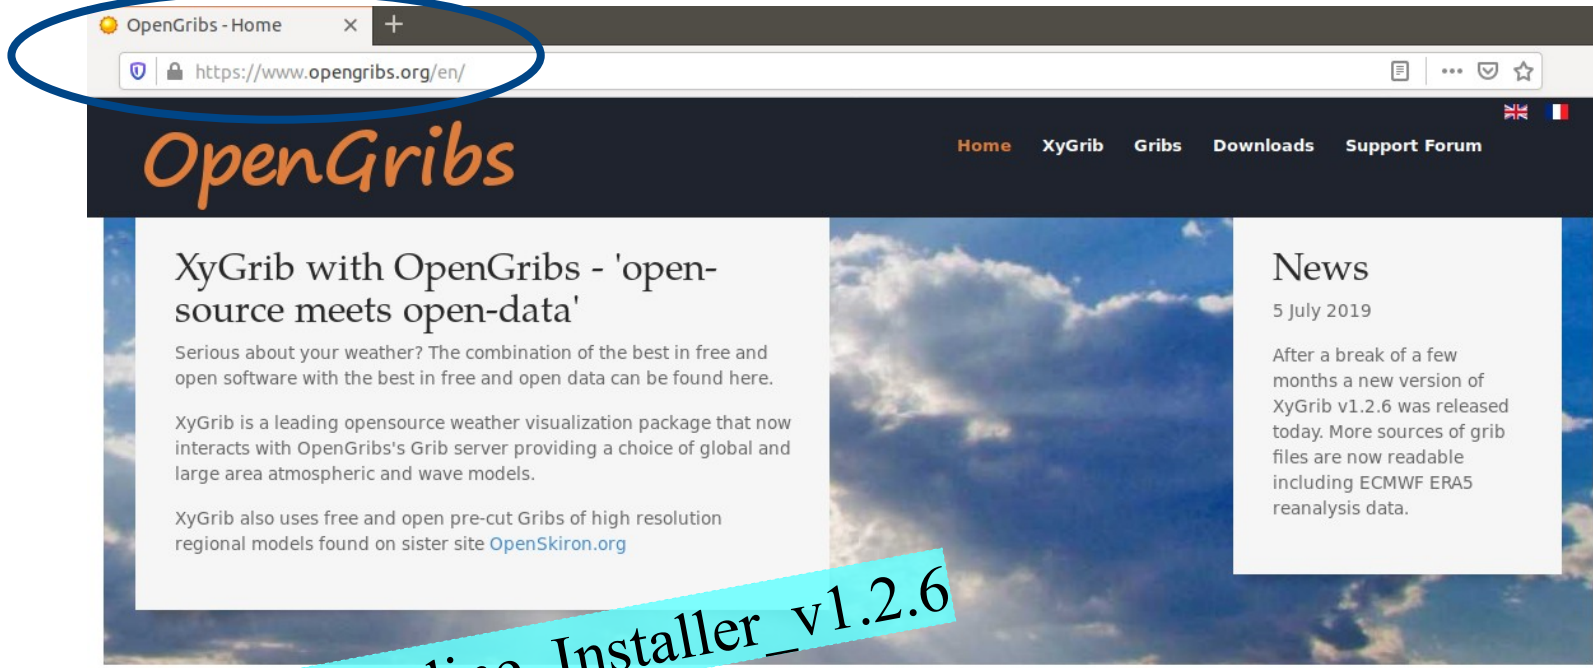 OpenGribs - Home
https://www.opengribs.org/en/
OpenGribs
Home XyGrib Gribs Downloads Support Forum
XyGrib with OpenGribs - 'open-
source meets open-data'
Serious about your weather? The combination of the best in free and
open software with the best in free and open data can be found here.
XyGrib is a leading opensource weather visualization package that now
interacts with OpenGribs's Grib server providing a choice of global and
large area atmospheric and wave models.
XyGrib also uses free and open pre-cut Gribs of high resolution
regional models found on sister site OpenSkiron.org
News
5 July 2019
After a break of a few
months a new version of
XyGrib v1.2.6 was released
today. More sources of grib
files are now readable
including ECMWF ERA5
reanalysis data.
Installer_v1.2.6